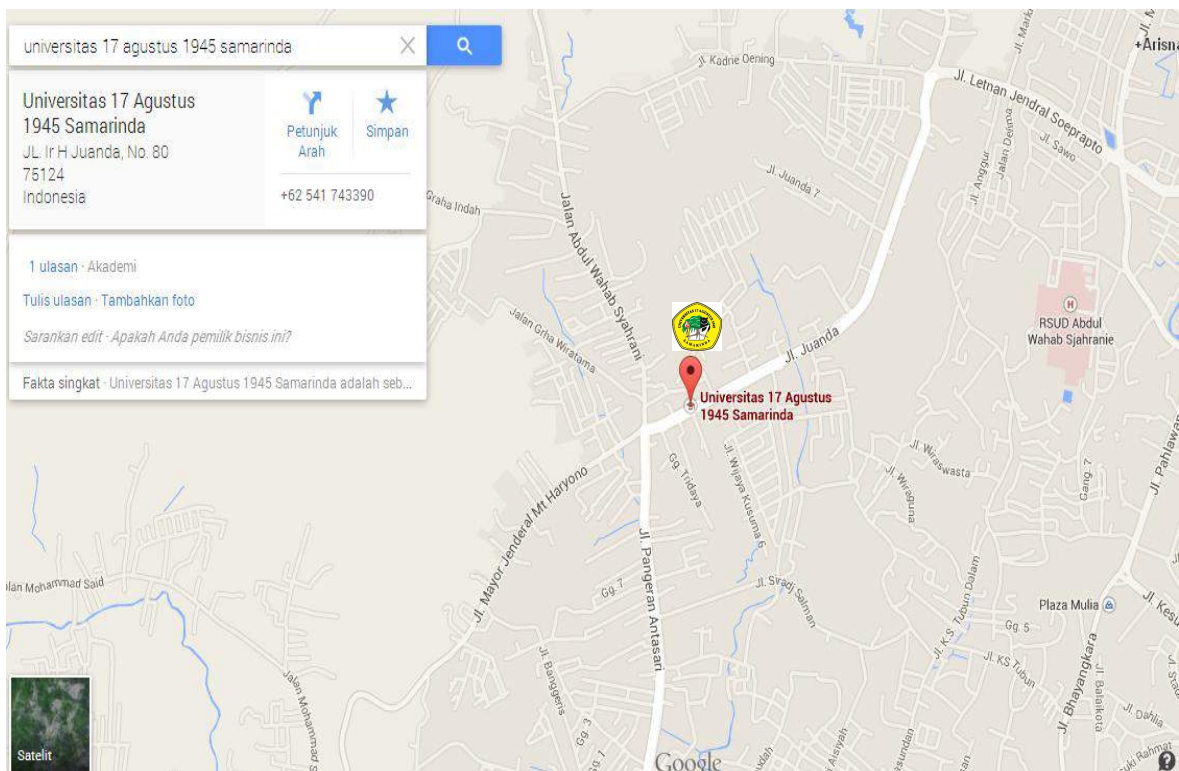 universitas 17 agustus 1945 samarinda
Universitas 17 Agustus
1945 Samarinda
JL. Ir H Juanda, No. 80
75124
Indonesia
Petunjuk
Arah
Simpan
+62 541 743390
1 ulasan · Akademi
Tulis ulasan · Tambahkan foto
Sarankan edit · Apakah Anda pemilik bisnis ini?
Fakta singkat · Universitas 17 Agustus 1945 Samarinda adalah seb...
Jl. Kadrie Oening
Jl. Letnan Jendral Soeprapto
Jl. Sawo
Jalan Delima
Jl. Anggur
Jl. Juanda 7
Graha Indah
Jalan Abdul Wahab Syahrani
Jalan Grha Wiratama
RSUD Abdul
Wahab Sjahranie
Jl. Juanda
Universitas 17 Agustus
1945 Samarinda
Jl. Wiraswasta
Jl. Wiraguna
Gang. 7
Jl. Pahlawan
Gg. Tridaya
Jl. Wijaya Kusuma 6
Jl. Mayor Jenderal Mt Haryono
Jl. Pangeran Antasari
Gg. 7
Jl. Siradj Salman
lan Mohammad Said
Plaza Mulia
Gg. 5
Jl. K.S Tubun Dalam
Jl. KS Tubun
Jl. Bhayangkara
Jl. Balaikota
Jl. Dahlia
Jl. Banggeris
Gg. 3
Gg. 1
Jalan Mohammad S
Satelit
Google